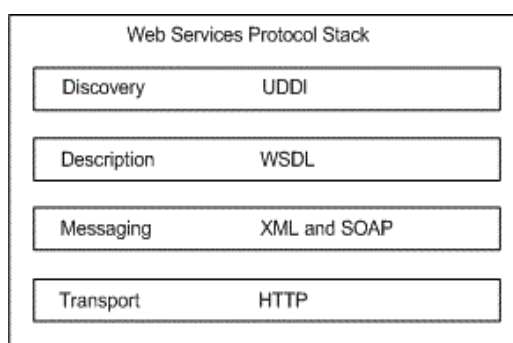 Web Services Protocol Stack
Discovery UDDI
Description WSDL
Messaging XML and SOAP
Transport HTTP